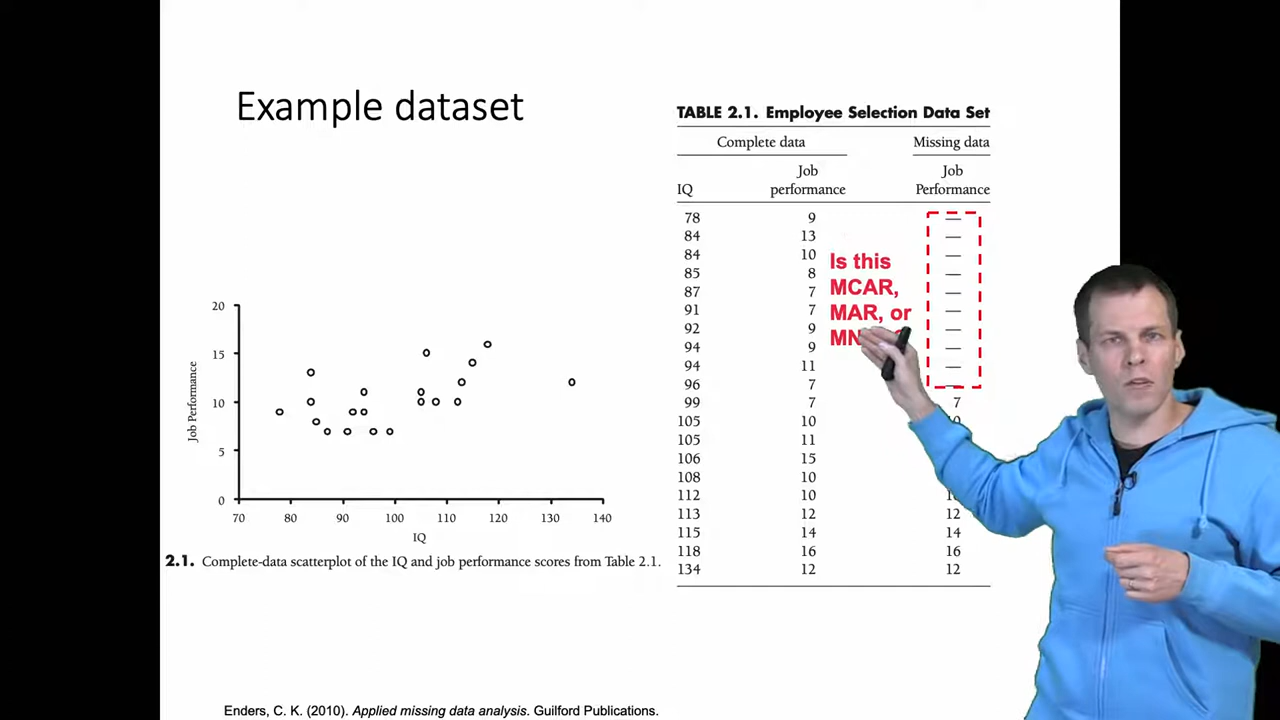 Example dataset
TABLE 2.1. Employee Selection Data Set
Complete data Missing data
Job Job
IQ performance Performance
78 9 —
84 13 —
84 10 —
85 8 —
87 7 —
91 7 —
92 9 —
94 9 —
94 11 —
96 7 —
99 7 7
105 10
105 11
106 15
108 10
112 10
113 12 12
115 14 14
118 16 16
134 12 12
Is this
MCAR,
MAR, or
20
15
10
5
0
Job Performance
70 80 90 100 110 120 130 140
IQ
2.1. Complete-data scatterplot of the IQ and job performance scores from Table 2.1.
Enders, C. K. (2010). Applied missing data analysis. Guilford Publications.